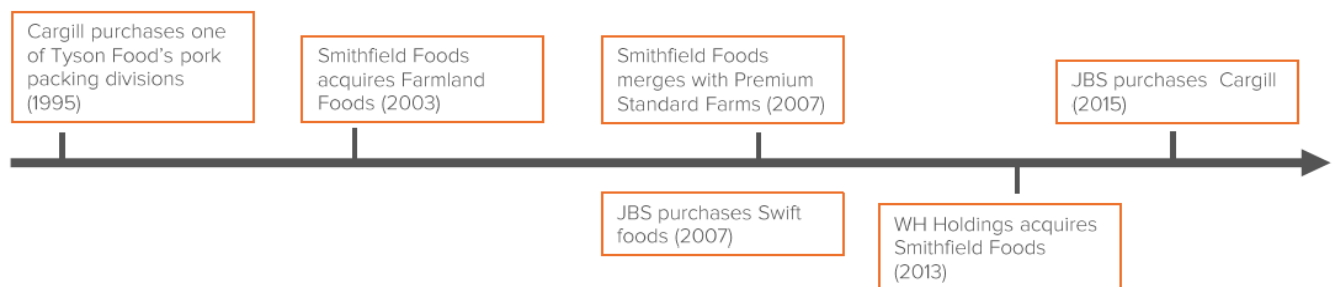 Cargill purchases one
of Tyson Food's pork
packing divisions
(1995)
Smithfield Foods
acquires Farmland
Foods (2003)
Smithfield Foods
merges with Premium
Standard Farms (2007)
JBS purchases Swift
foods (2007)
WH Holdings acquires
Smithfield Foods
(2013)
JBS purchases  Cargill
(2015)